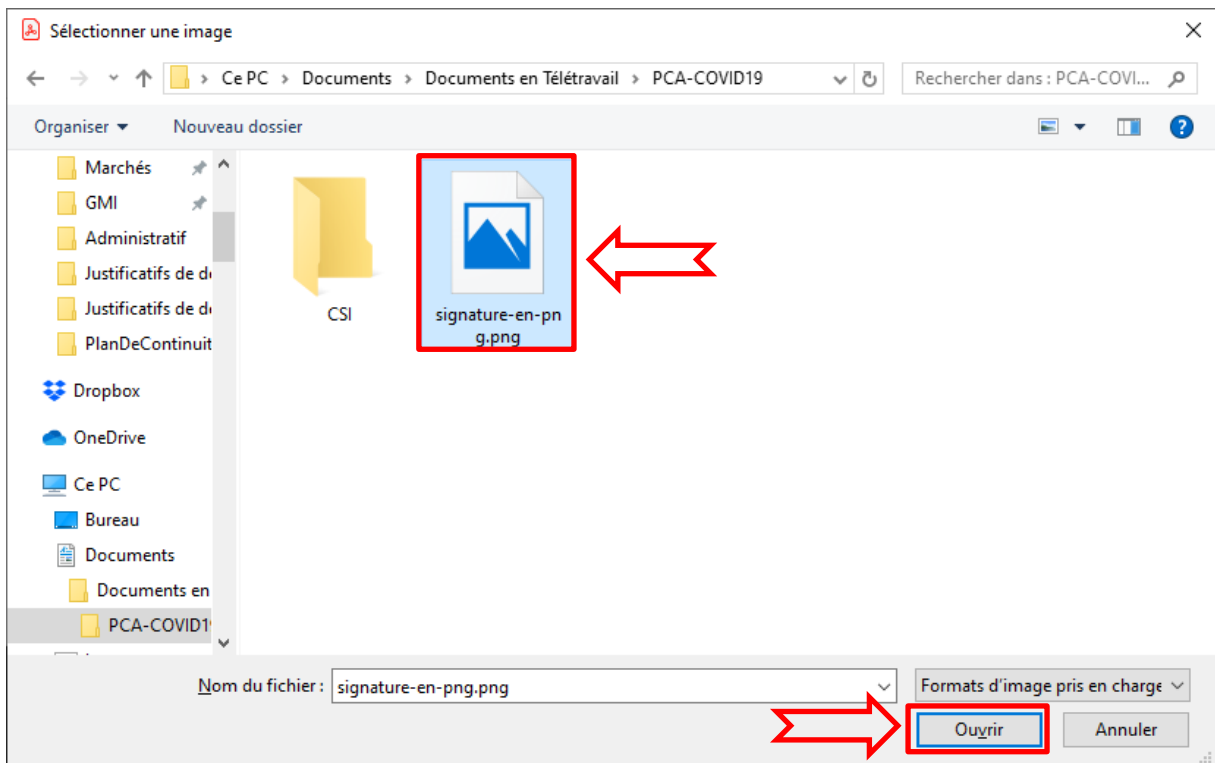 Sélectionner une image
Ce PC > Documents > Documents en Télétravail > PCA-COVID19
Rechercher dans : PCA-COVI...
Organiser
Nouveau dossier
?
Marchés
GMI
Administratif
Justificatifs de d
Justificatifs de d
PlanDeContinuit
Dropbox
OneDrive
Ce PC
Bureau
Documents
Documents en
PCA-COVID1
CSI
signature-en-pn
g.png
Nom du fichier :
signature-en-png.png
Formats d'image pris en charge
Ouvrir
Annuler